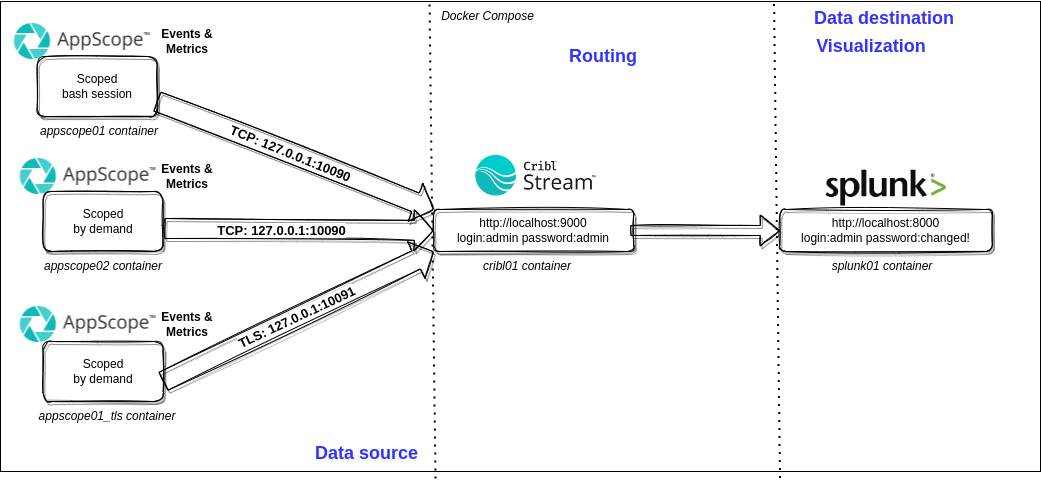 Docker Compose
Data destination
Visualization
Routing
AppScope™
Events &
Metrics
Scoped
bash session
appscope01 container
TCP: 127.0.0.1:10090
AppScope™
Events &
Metrics
Scoped
by demand
appscope02 container
TCP: 127.0.0.1:10090
AppScope™
Events &
Metrics
Scoped
by demand
appscope01_tls container
TLS: 127.0.0.1:10091
Data source
Cribl
Stream™
http://localhost:9000
login:admin password:admin
cribl01 container
splunk>
http://localhost:8000
login:admin password:changed!
splunk01 container